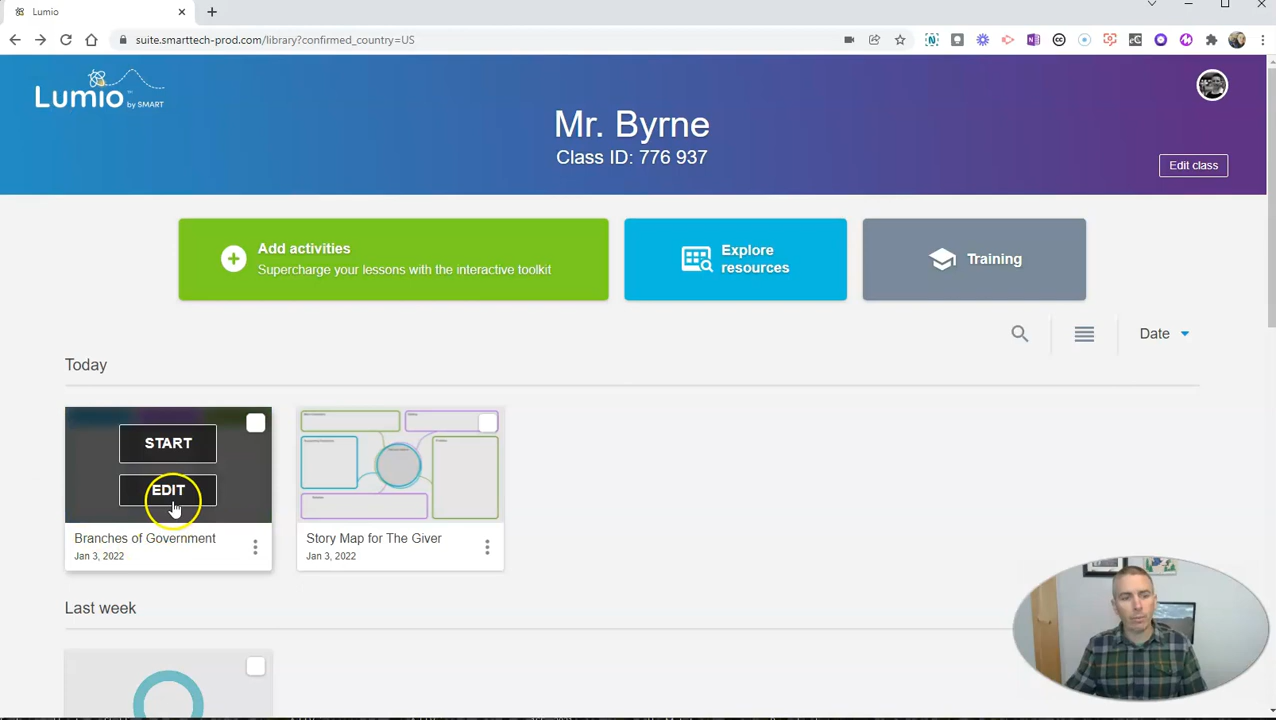 Lumio
suite.smarttech-prod.com/library?confirmed_country=US
Lumio
by SMART
Mr. Byrne
Class ID: 776 937
Edit class
Add activities
Supercharge your lessons with the interactive toolkit
Explore
resources
Training
Date
Today
START
EDIT
Branches of Government
Jan 3, 2022
Story Map for The Giver
Jan 3, 2022
Last week